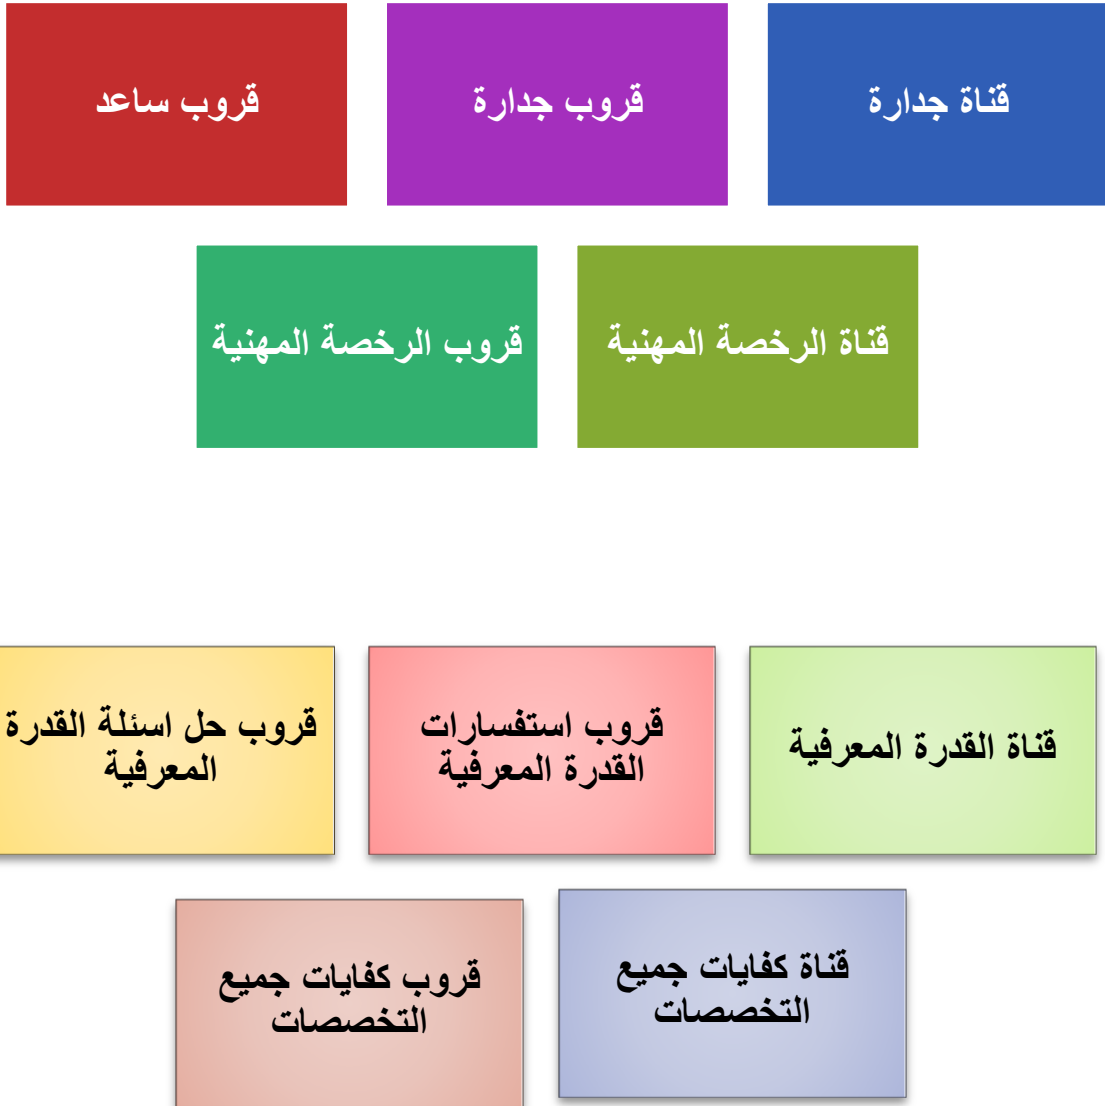 قناة جدارة
قروب جدارة
قروب ساعد
قناة الرخصة المهنية
قروب الرخصة المهنية
قناة القدرة المعرفية
قروب استفسارات
القدرة المعرفية
قروب حل اسئلة القدرة
المعرفية
قناة كفايات جميع
التخصصات
قروب كفايات جميع
التخصصات